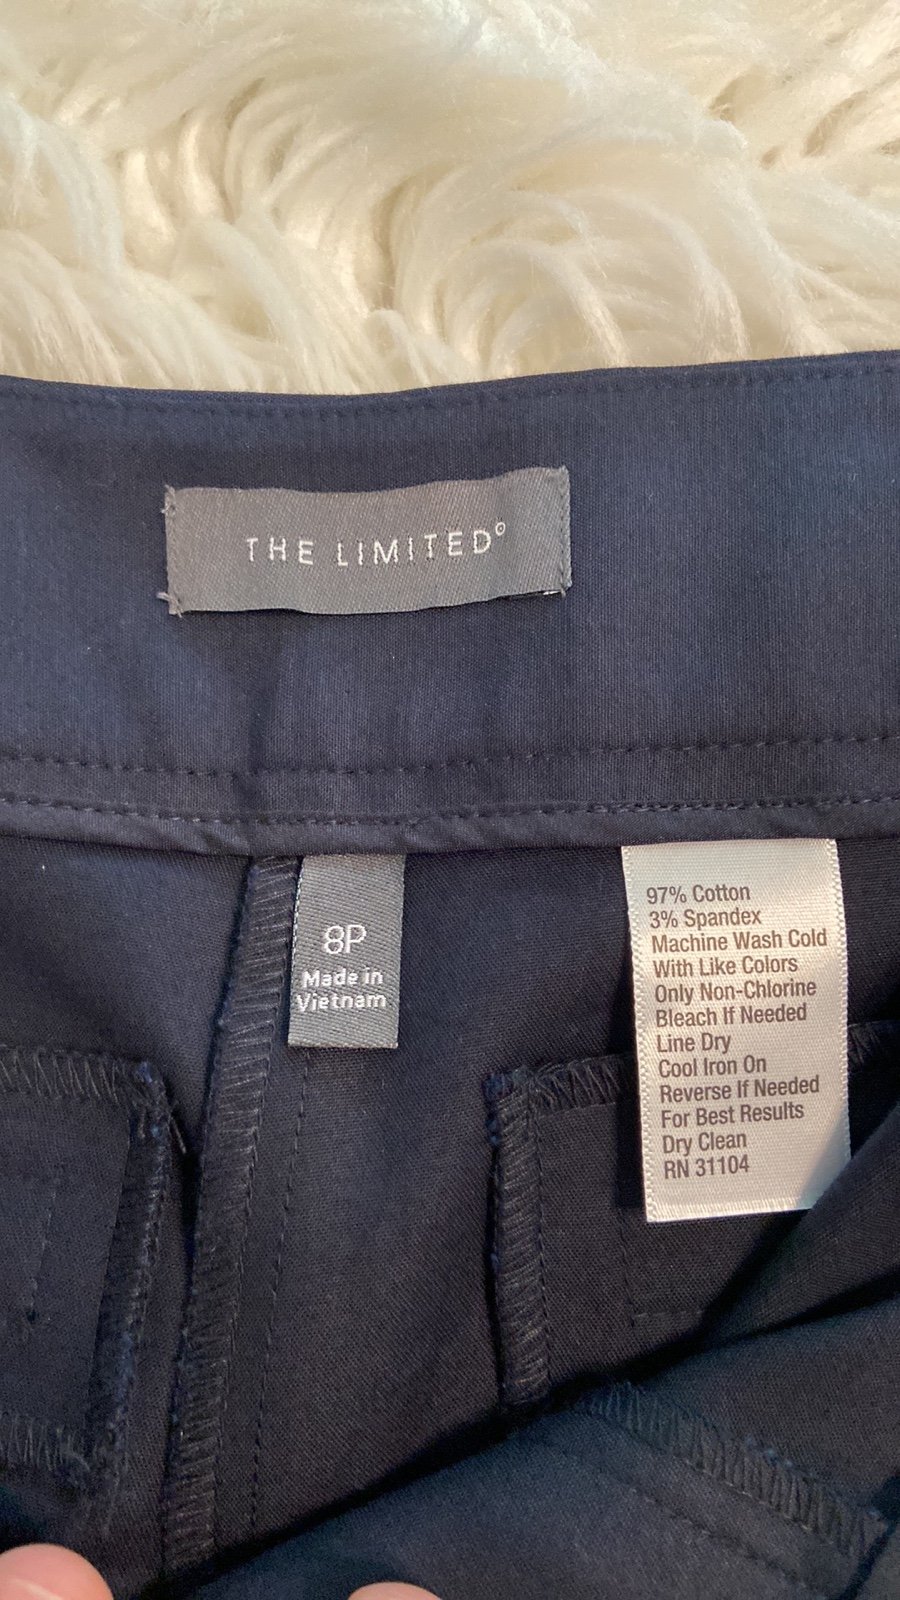 THE LIMITED®
8P
Made in
Vietnam
97% Cotton
3% Spandex
Machine Wash Cold
With Like Colors
Only Non-Chlorine
Bleach If Needed
Line Dry
Cool Iron On
Reverse If Needed
For Best Results
Dry Clean
RN 31104